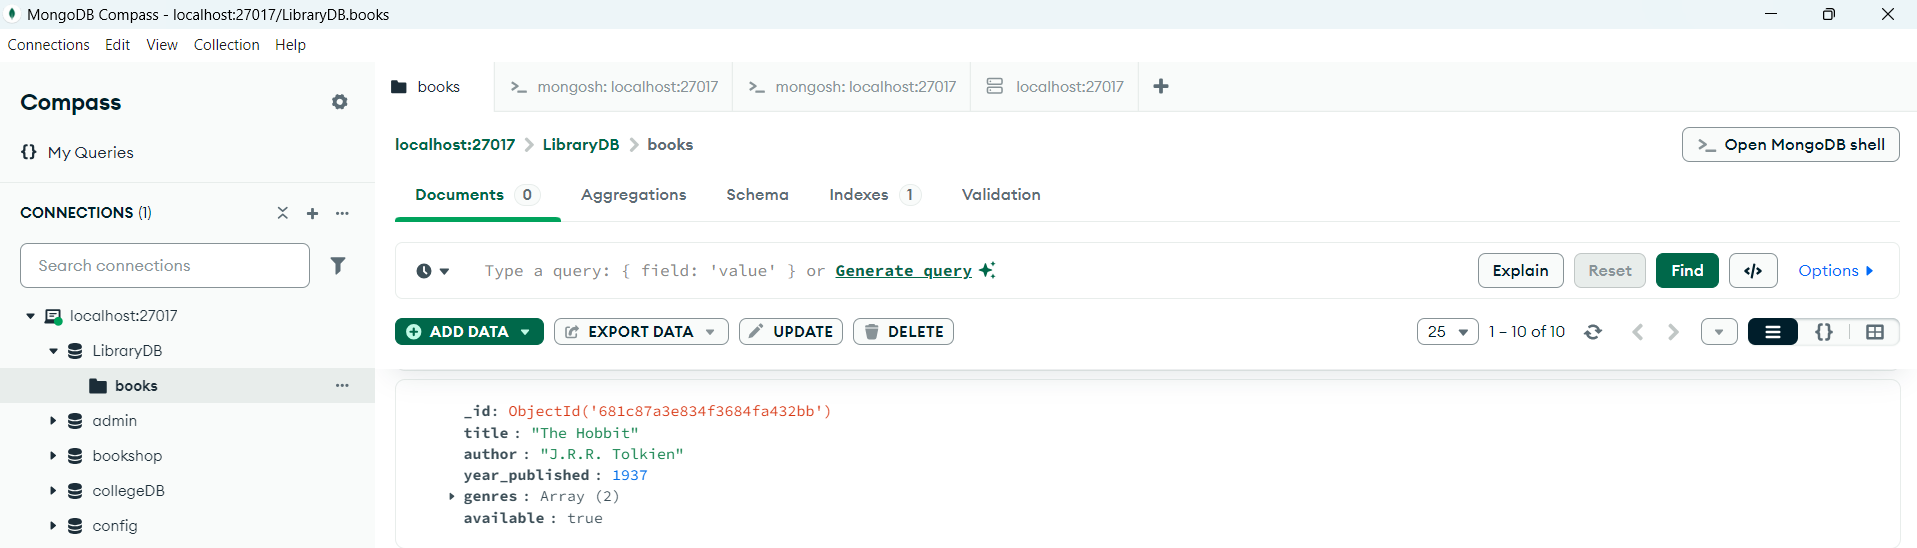 MongoDB Compass - localhost:27017/LibraryDB.books
Connections Edit View Collection Help
Compass
{} My Queries
CONNECTIONS (1)
Search connections
localhost:27017
LibraryDB
books
admin
bookshop
collegeDB
config
books >_ mongosh: localhost:27017 >_ mongosh: localhost:27017 localhost:27017
localhost:27017 > LibraryDB > books
>_ Open MongoDB shell
Documents 0 Aggregations Schema Indexes 1 Validation
Type a query: { field: 'value' } or Generate query
Explain Reset Find </> Options
ADD DATA EXPORT DATA UPDATE DELETE
25 1 – 10 of 10 {}
_id: ObjectId('681c87a3e834f3684fa432bb')
title : "The Hobbit"
author : "J.R.R. Tolkien"
year_published : 1937
genres : Array (2)
available : true